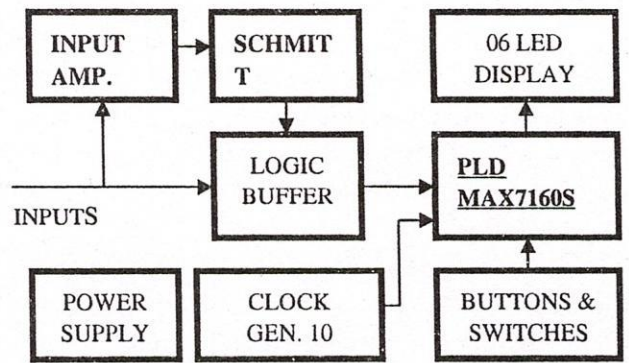 INPUT
AMP.
SCHMIT
T
06 LED
DISPLAY
LOGIC
BUFFER
PLD
MAX7160S
INPUTS
POWER
SUPPLY
CLOCK
GEN. 10
BUTTONS &
SWITCHES